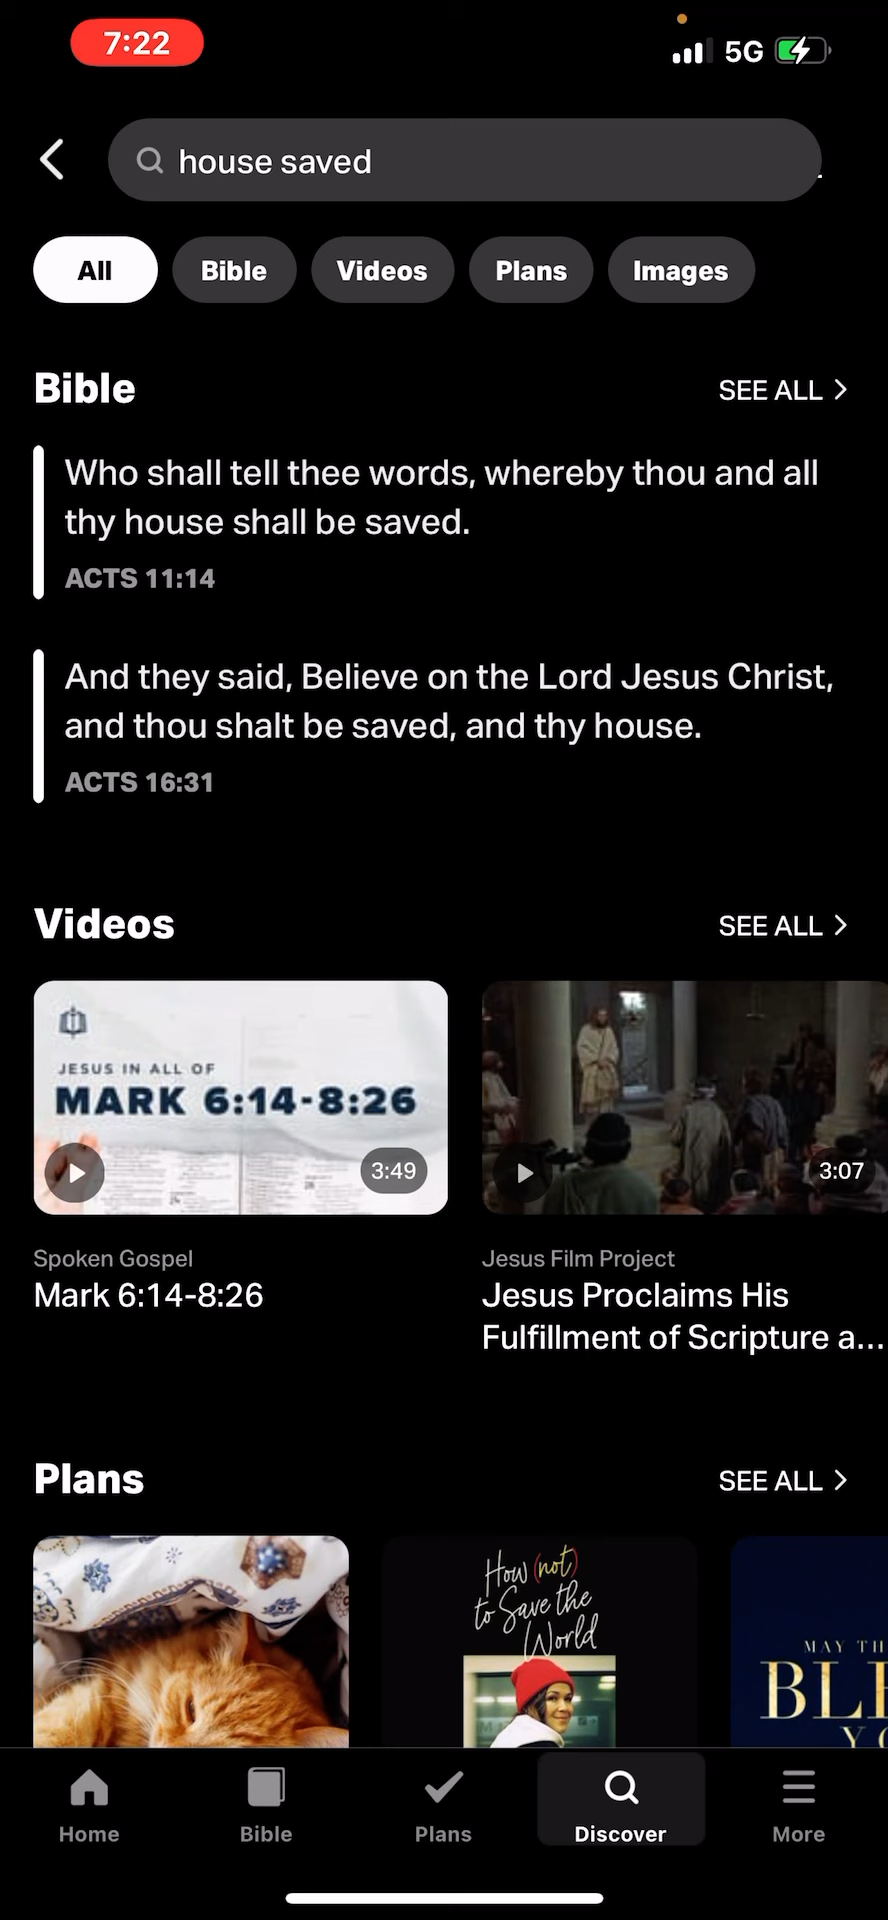 7:22
5G
house saved
All
Bible
Videos
Plans
Images
Bible
SEE ALL
Who shall tell thee words, whereby thou and all
thy house shall be saved.
ACTS 11:14
And they said, Believe on the Lord Jesus Christ,
and thou shalt be saved, and thy house.
ACTS 16:31
Videos
SEE ALL
JESUS IN ALL OF
MARK 6:14-8:26
3:49
3:07
Spoken Gospel
Mark 6:14-8:26
Jesus Film Project
Jesus Proclaims His
Fulfillment of Scripture a...
Plans
SEE ALL
How (not)
to Save the
World
MAY TH
BLE
YO
Home
Bible
Plans
Discover
More